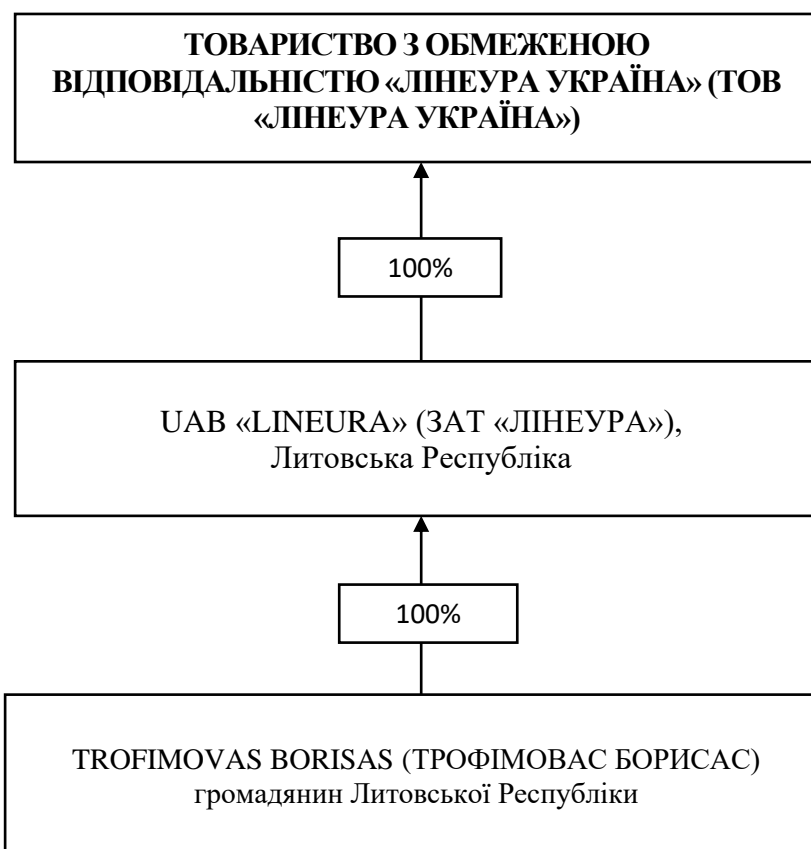 ТОВАРИСТВО З ОБМЕЖЕНОЮ
ВІДПОВІДАЛЬНІСТЮ «ЛІНЕУРА УКРАЇНА» (ТОВ
«ЛІНЕУРА УКРАЇНА»)
100%
UAB «LINEURA» (ЗАТ «ЛІНЕУРА»),
Литовська Республіка
100%
TROFIMOVAS BORISAS (ТРОФІМОВАС БОРИСАС)
громадянин Литовської Республіки